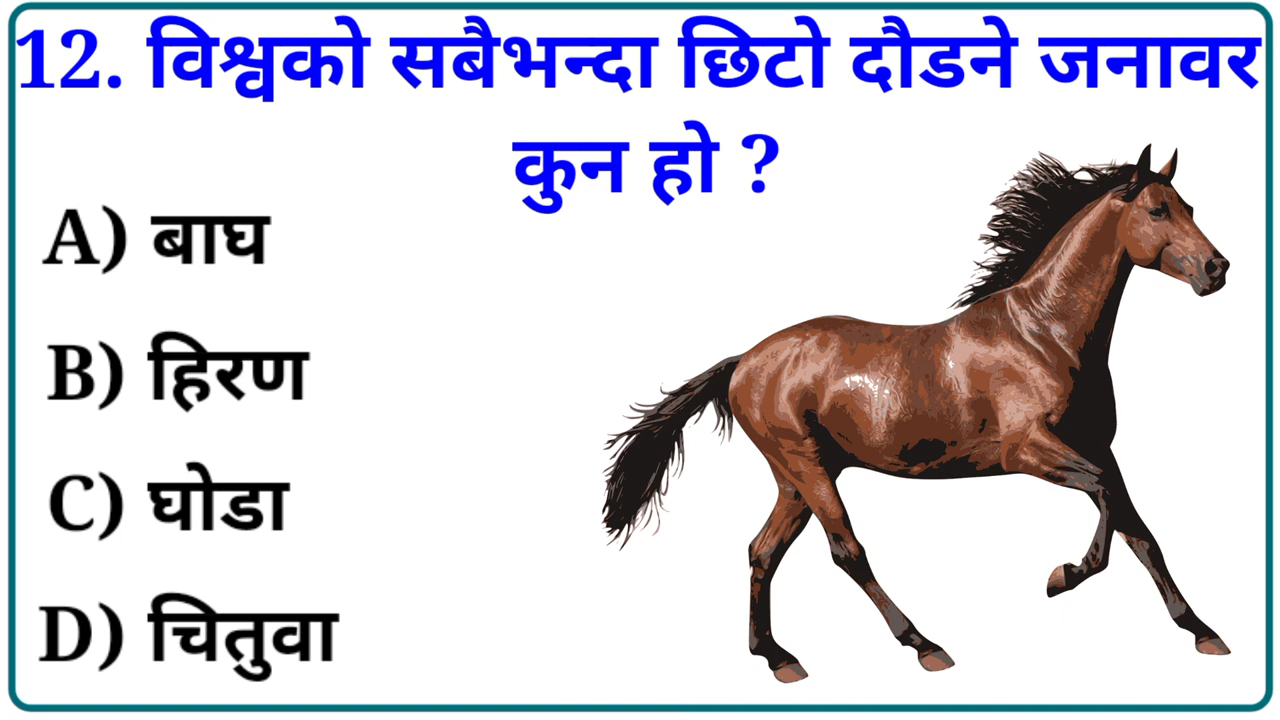 12. विश्वको सबैभन्दा छिटो दौडने जनावर
कुन हो ?
A) बाघ
B) हिरण
C) घोडा
D) चितुवा